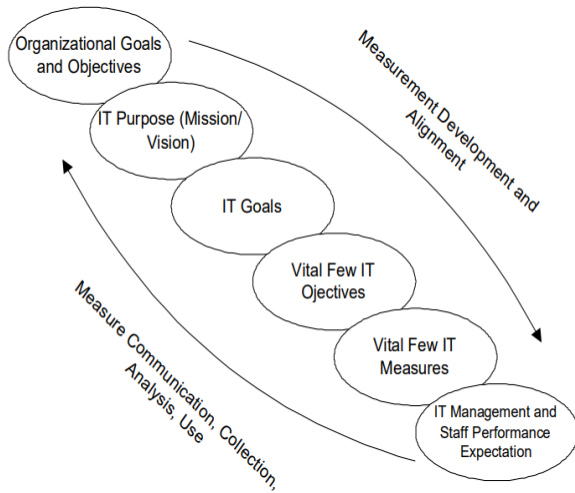 Organizational Goals
and Objectives
IT Purpose (Mission/
Vision)
IT Goals
Vital Few IT
Ojectives
Vital Few IT
Measures
IT Management and
Staff Performance
Expectation
Measurement Development and
Alignment
Measure Communication, Collection,
Analysis, Use